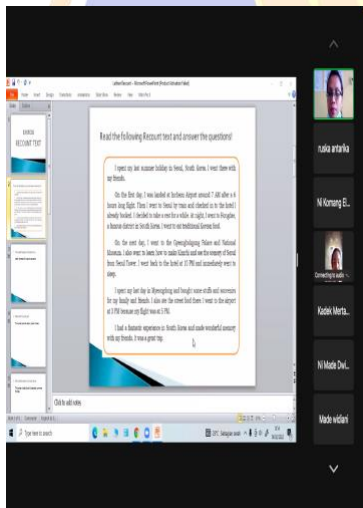 LATIHAN
RECOUNT TEXT
Read the following Recount text and answer the questions!
I spent my last summer holiday in Seoul, South Korea. I went there with
my friends.
On the first day, I was landed at Incheon Airport around 7 AM after a 6
hours long flight. Then I went to Seoul by train and checked in to the hotel I
already booked. I decided to take a rest for a while. At night, I went to
a famous district in South Korea. I went to eat traditional Korean food.
On the next day, I went to the Gyeongbokgung Palace and National
Museum. I also went to learn how to make Kimchi and see the scenery of Seoul
from Seoul Tower. I went back to the hotel at 10 PM and immediately went to
sleep.
I spent my last day in Myeongdong and bought some stuffs and souvenirs
for my family and friends. I also ate the street food there. I went to the airport
at 3 PM because my flight was at 5 PM.
I had a fantastic experience in South Korea and made wonderful memory
with my friends. It was a great trip.
Click to add notes
Type here to search
ruska antarika
Ni Komang El...
Connecting to audio
Kadek Merta...
Ni Made Dwi...
Made widiani